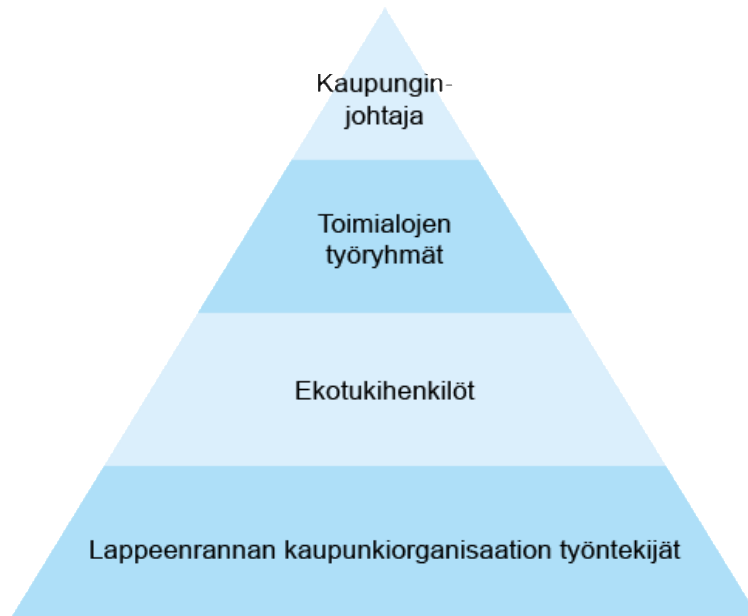 Kaupungin-
johtaja
Toimialojen
työryhmät
Ekotukihenkilöt
Lappeenrannan kaupunkiorganisaation työntekijät